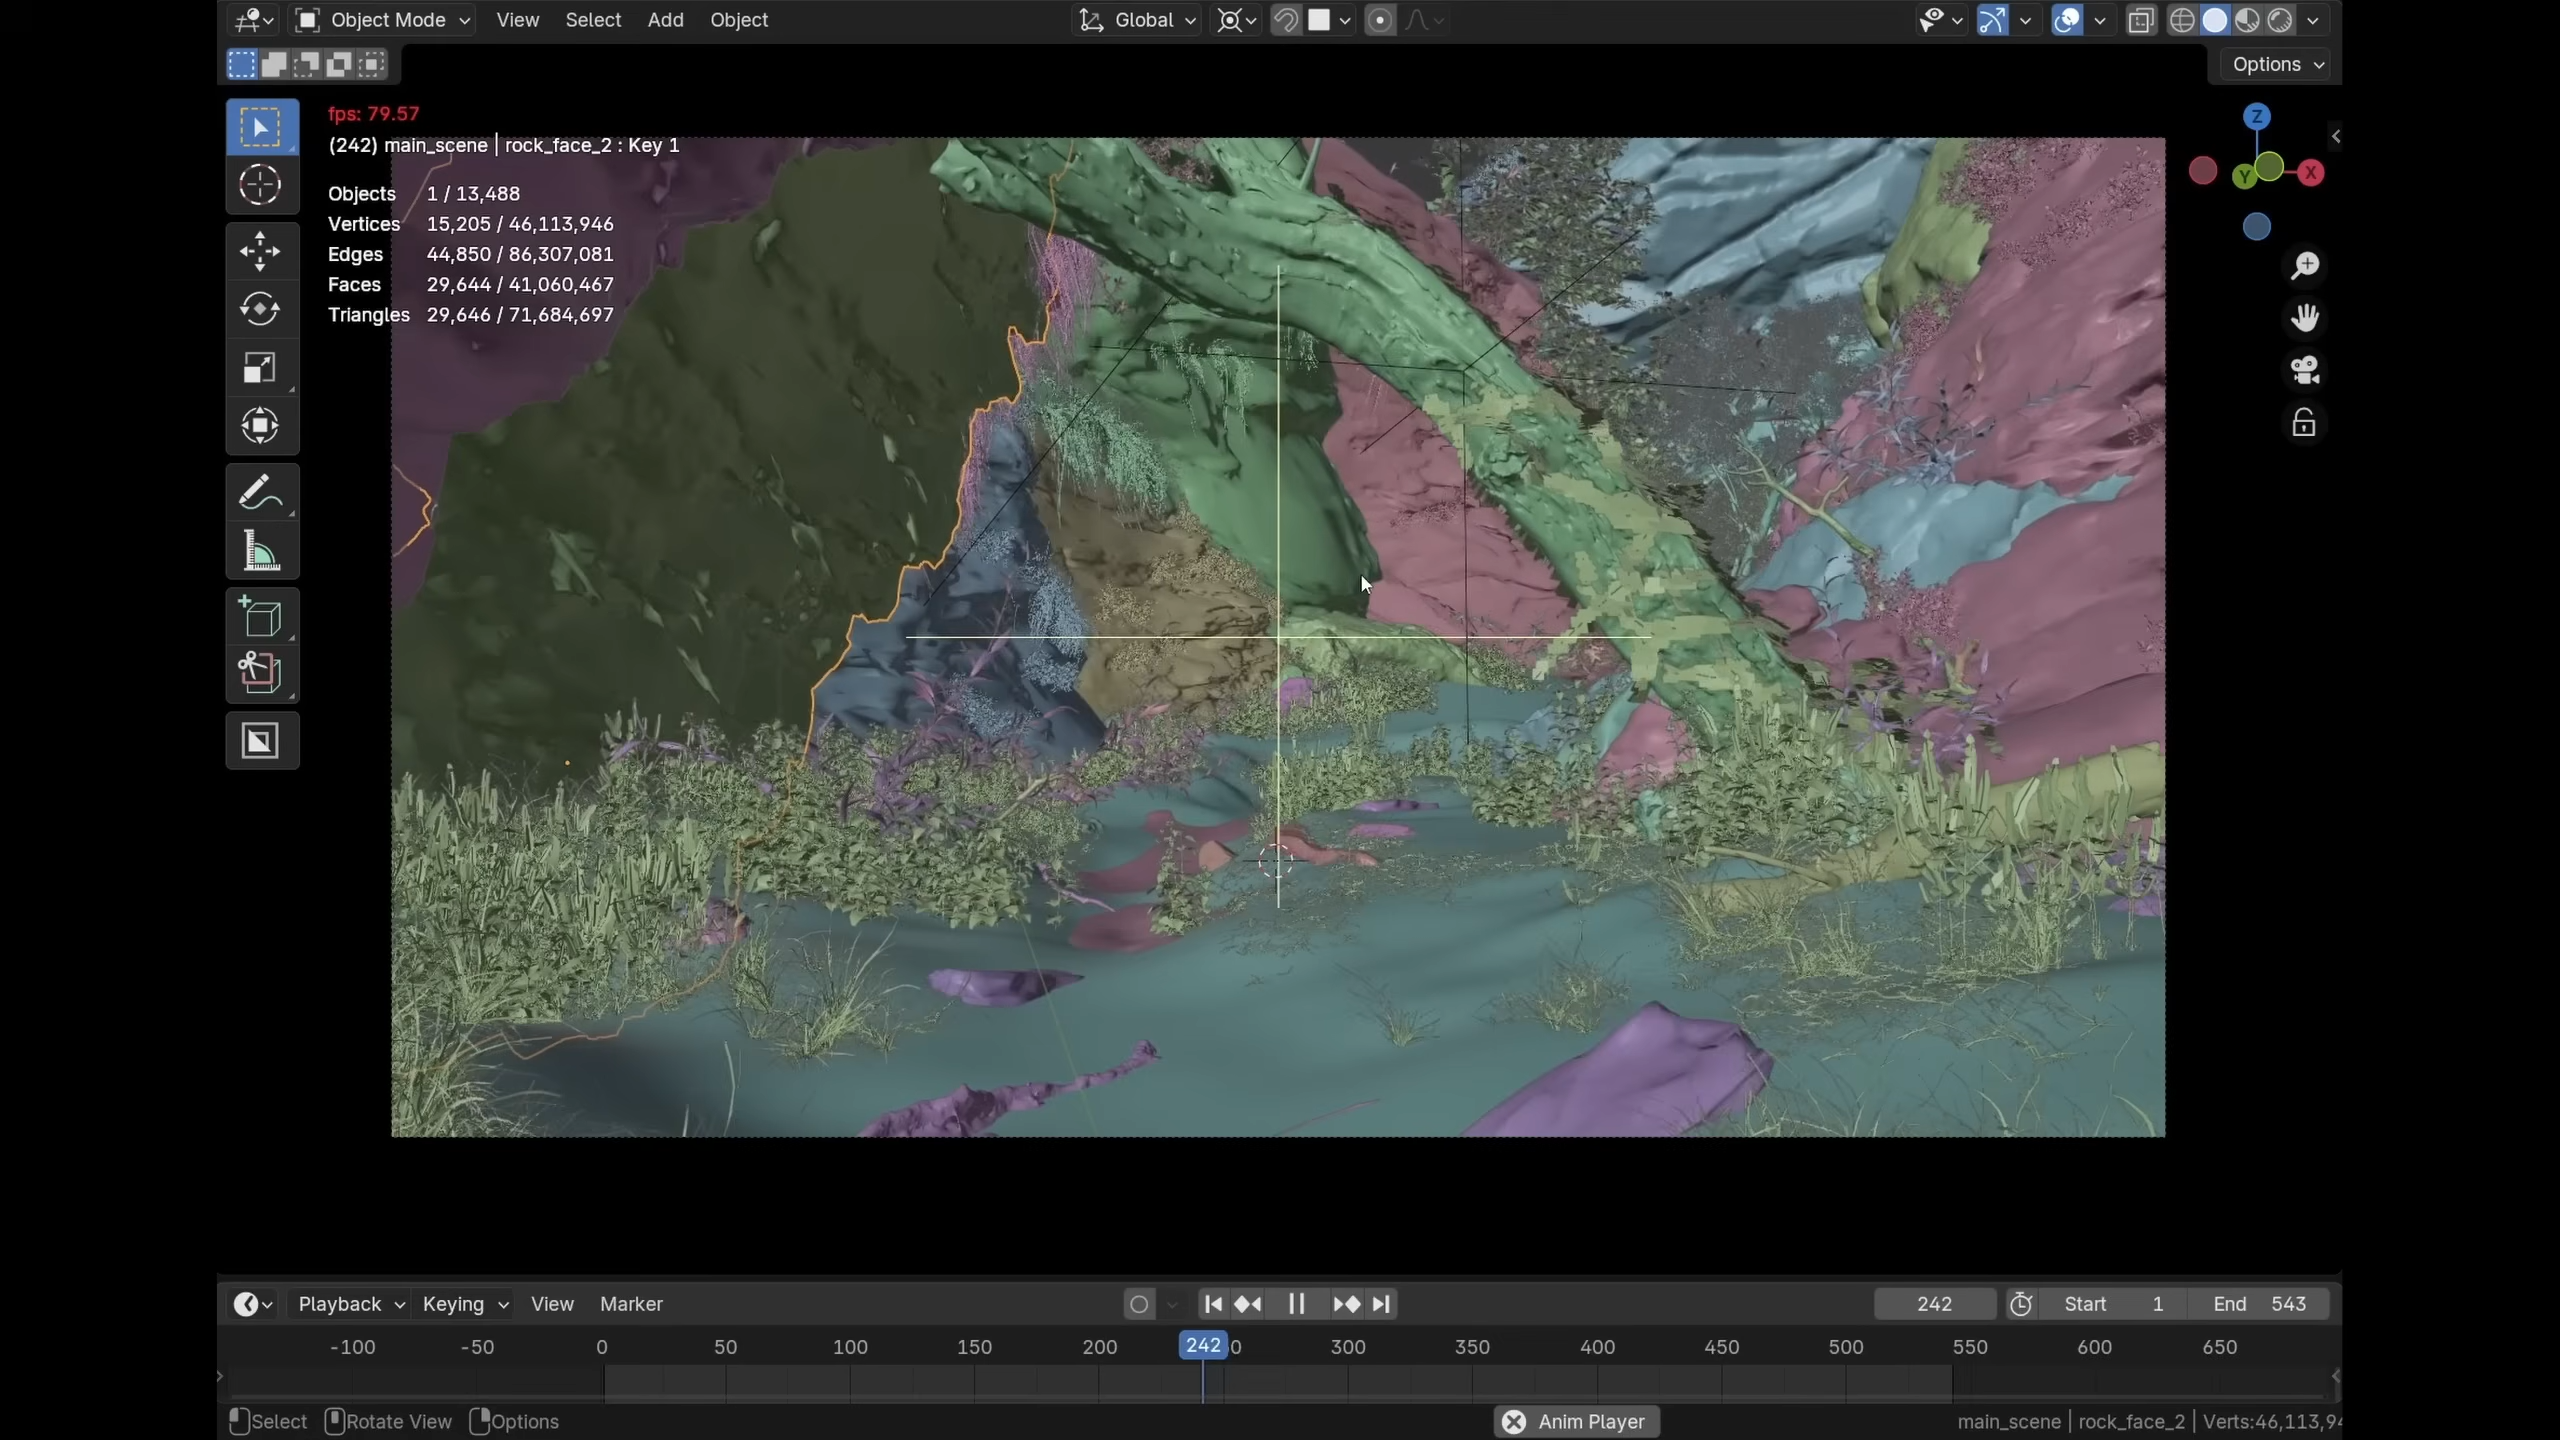 Object Mode View Select Add Object Global
Options
fps: 79.57
(242) main_scene | rock_face_2 : Key 1
Objects 1 / 13,488
Vertices 15,205 / 46,113,946
Edges 44,850 / 86,307,081
Faces 29,644 / 41,060,467
Triangles 29,646 / 71,684,697
Z
Y X
Playback Keying View Marker 242 Start 1 End 543
-100 -50 0 50 100 150 200 242 300 350 400 450 500 550 600 650
Select Rotate View Options Anim Player main_scene | rock_face_2 | Verts:46,113,94